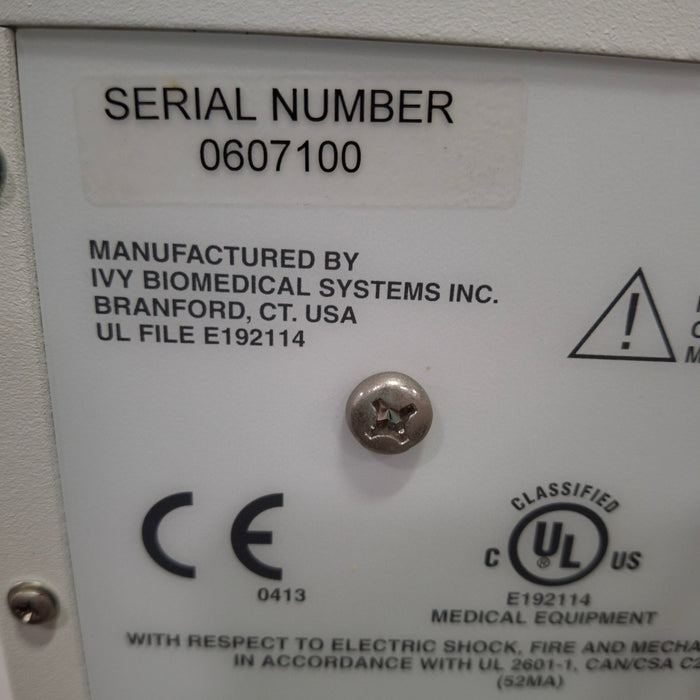 SERIAL NUMBER
0607100
MANUFACTURED BY
IVY BIOMEDICAL SYSTEMS INC.
BRANFORD, CT. USA
UL FILE E192114
!
CE
0413
CLASSIFIED
C UL ® US
E192114
MEDICAL EQUIPMENT
WITH RESPECT TO ELECTRIC SHOCK, FIRE AND MECHA
IN ACCORDANCE WITH UL 2601-1, CAN/CSA C2
(52MA)